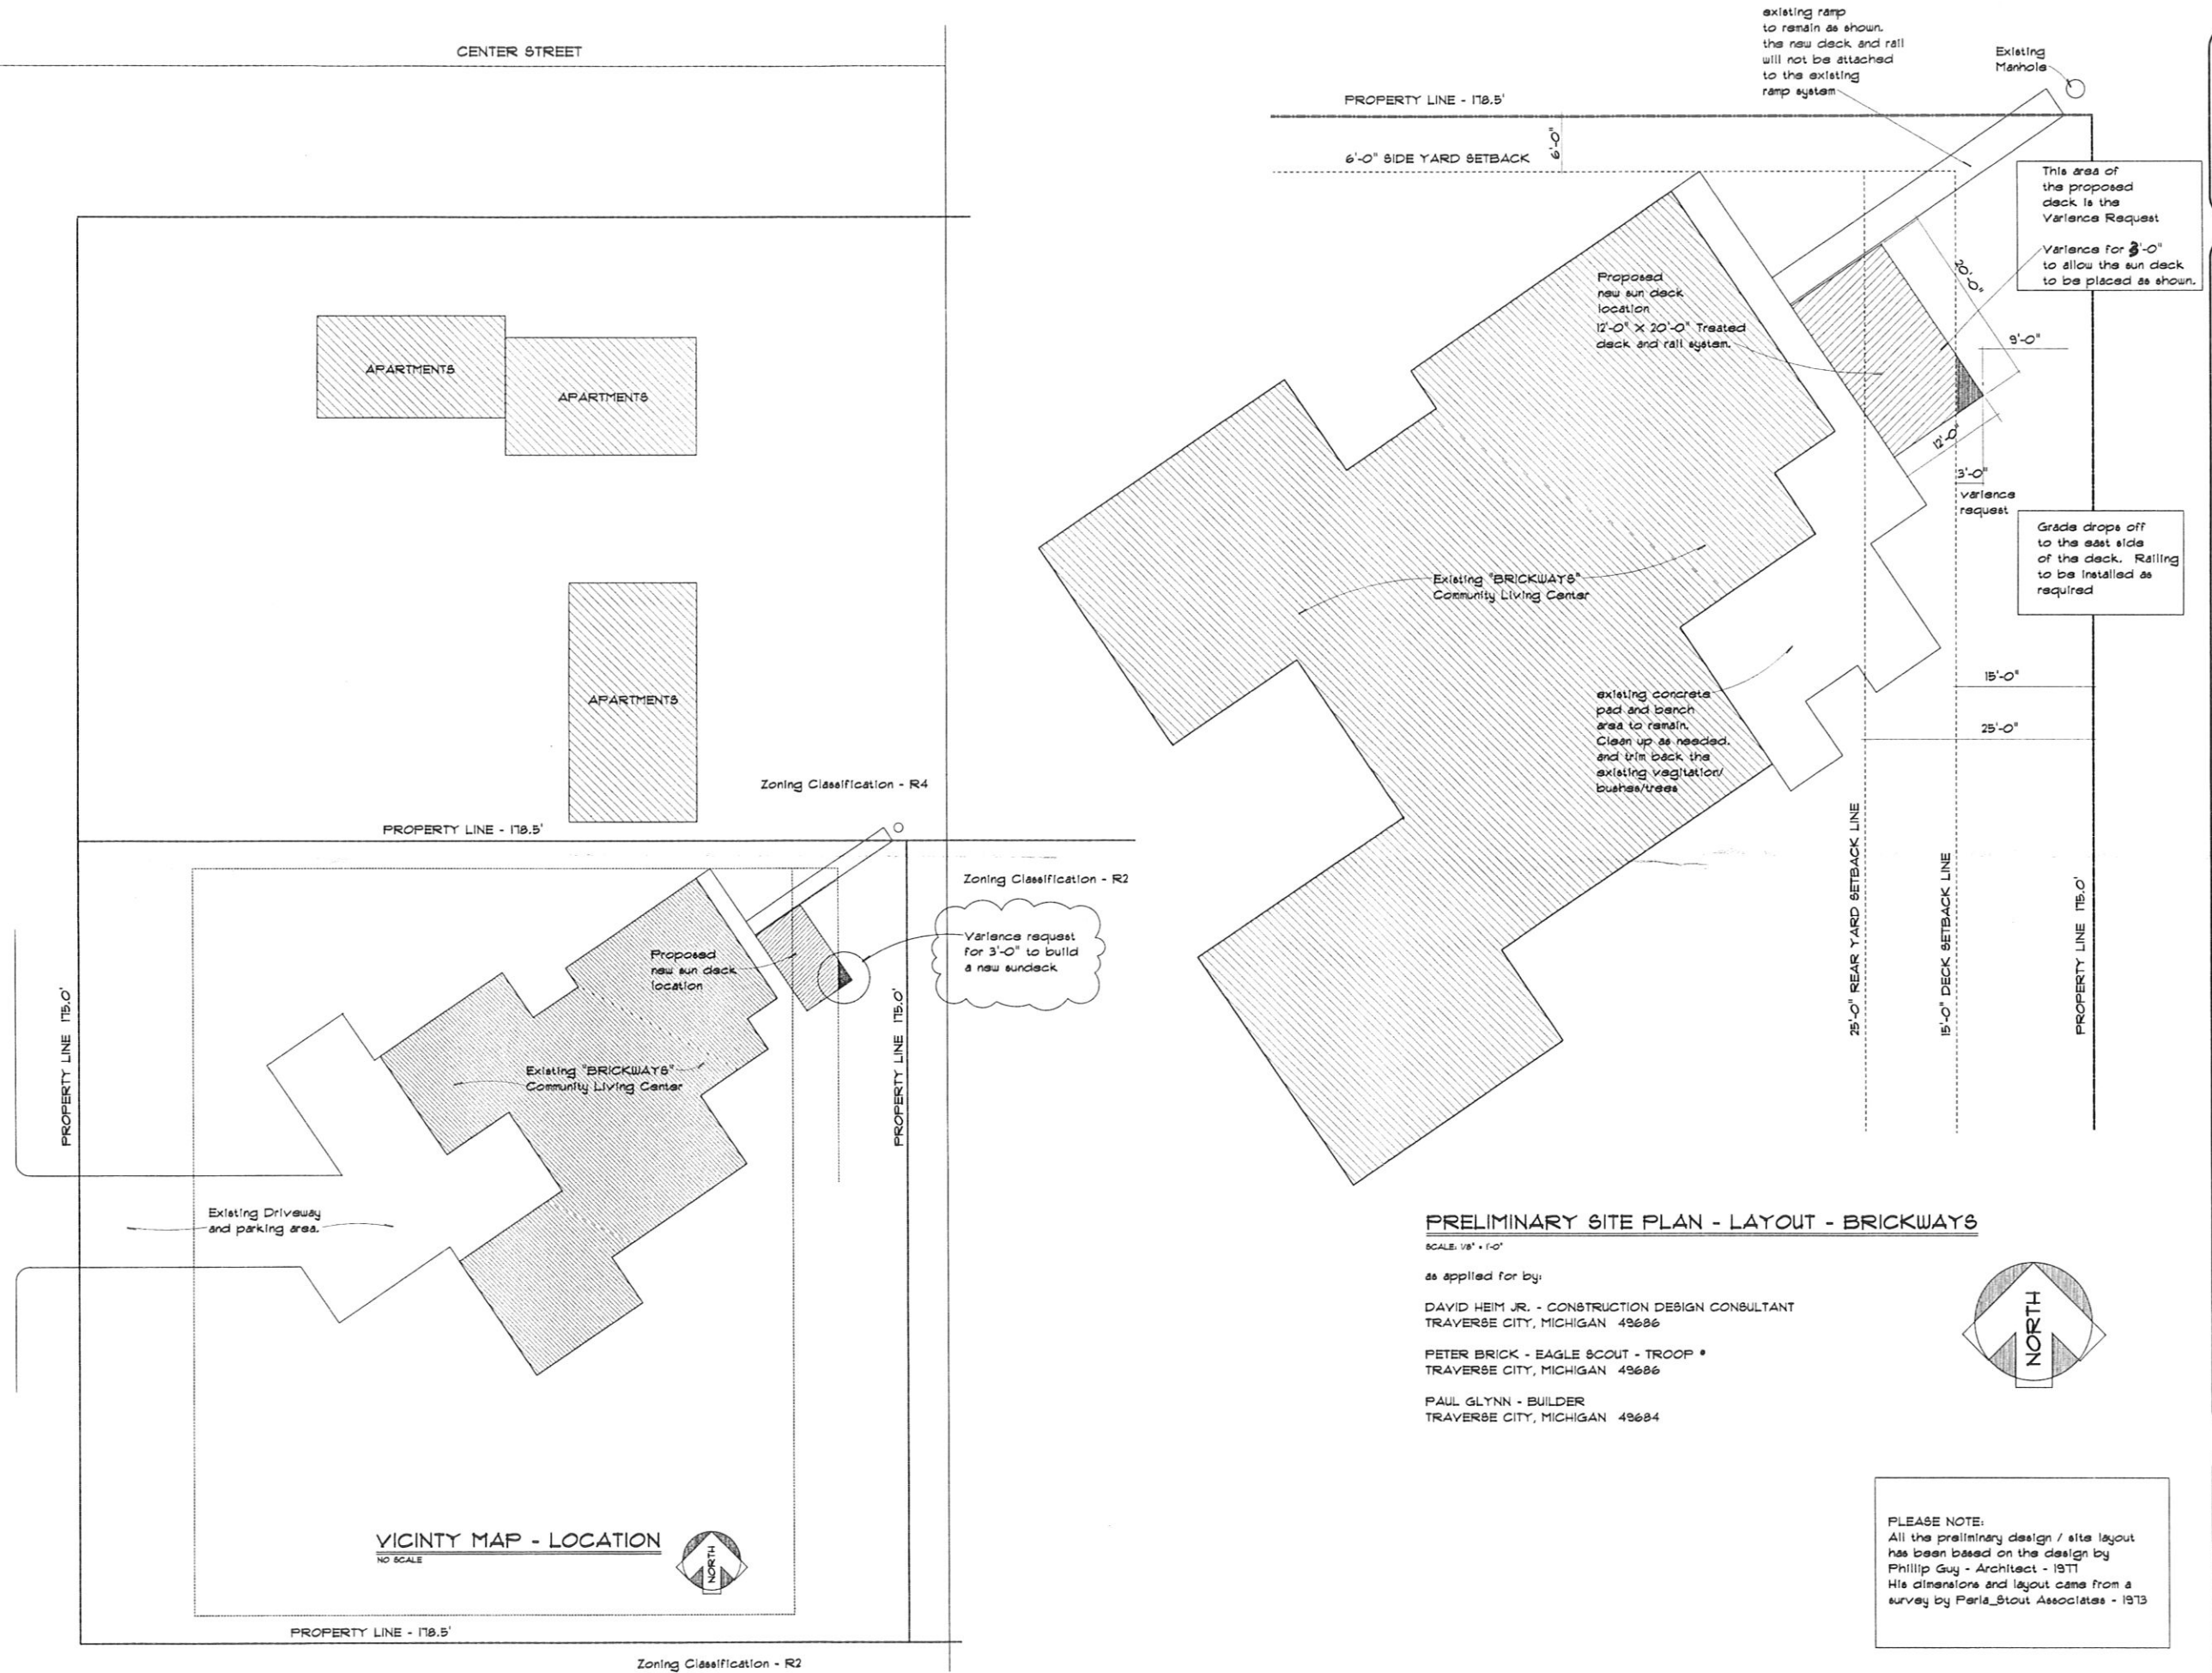 CENTER STREET
APARTMENTS
APARTMENTS
APARTMENTS
Zoning Classification - R4
PROPERTY LINE - 178.5'
Zoning Classification - R2
Variance request
for 3'-0" to build
a new sundeck
Proposed
new sun deck
location
Existing "BRICKWAYS"
Community Living Center
PROPERTY LINE 175.0'
PROPERTY LINE 175.0'
Existing Driveway
and parking area.
VICINTY MAP - LOCATION
NO SCALE
NORTH
PROPERTY LINE - 178.5'
Zoning Classification - R2
existing ramp
to remain as shown.
the new deck and rail
will not be attached
to the existing
ramp system
Existing
Manhole
PROPERTY LINE - 178.5'
6'-0" SIDE YARD SETBACK
6'-0"
This area of
the proposed
deck is the
Variance Request
Variance for 3'-0"
to allow the sun deck
to be placed as shown.
Proposed
new sun deck
location
12'-0" X 20'-0" Treated
deck and rail system.
20'-0"
9'-0"
12'-0"
3'-0"
variance
request
Grade drops off
to the east side
of the deck. Railing
to be installed as
required
Existing "BRICKWAYS"
Community Living Center
existing concrete
pad and bench
area to remain.
Clean up as needed.
and trim back the
existing vegitation/
bushes/trees
15'-0"
25'-0"
25'-0" REAR YARD SETBACK LINE
15'-0" DECK SETBACK LINE
PROPERTY LINE 175.0'
PRELIMINARY SITE PLAN - LAYOUT - BRICKWAYS
SCALE: 1/8" = 1'-0"
as applied for by:
DAVID HEIM JR. - CONSTRUCTION DESIGN CONSULTANT
TRAVERSE CITY, MICHIGAN 49686
PETER BRICK - EAGLE SCOUT - TROOP #
TRAVERSE CITY, MICHIGAN 49686
PAUL GLYNN - BUILDER
TRAVERSE CITY, MICHIGAN 49684
NORTH
PLEASE NOTE:
All the preliminary design / site layout
has been based on the design by
Phillip Guy - Architect - 1977
His dimensions and layout came from a
survey by Perla_Stout Associates - 1973